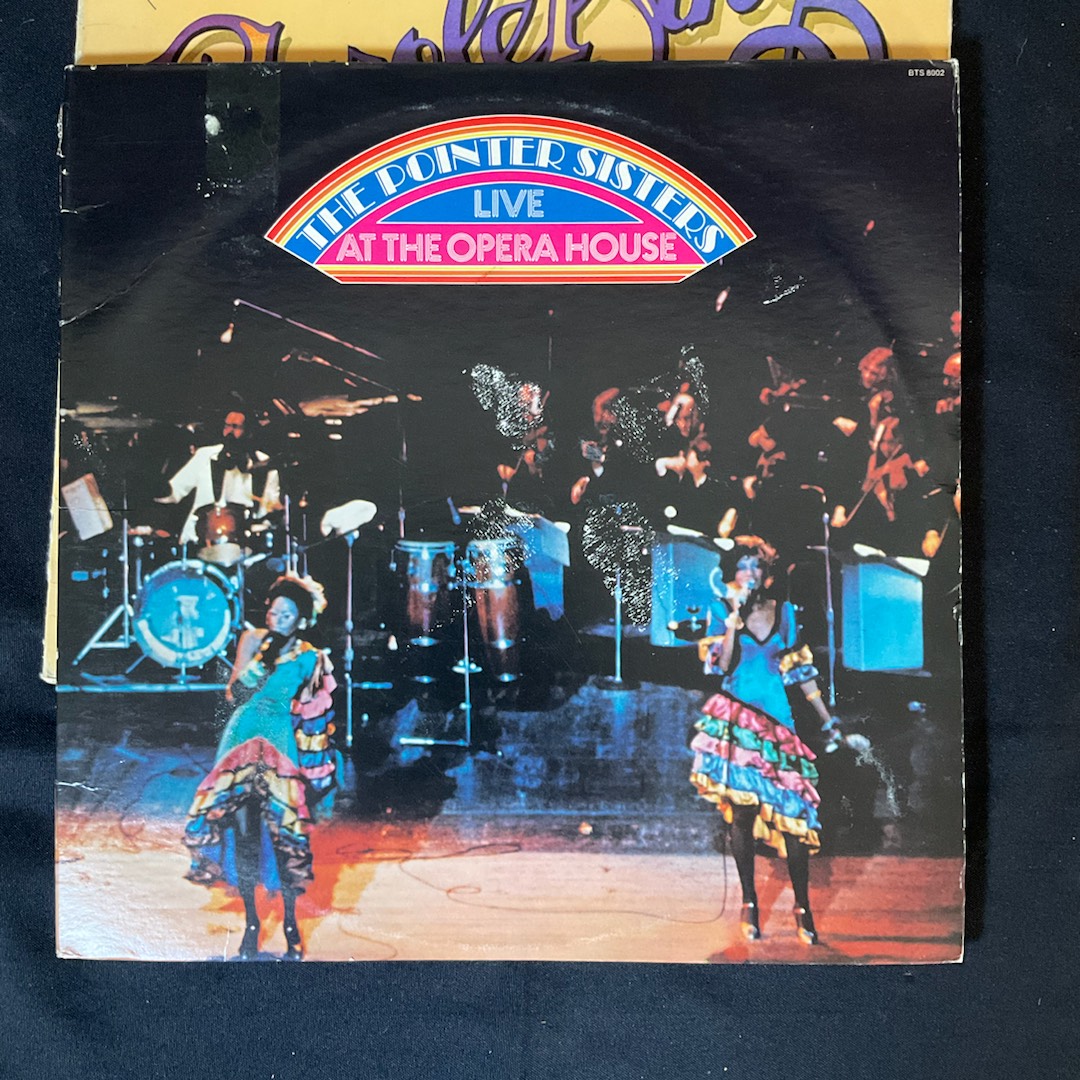 BTS 8002
THE POINTER SISTERS
LIVE
AT THE OPERA HOUSE